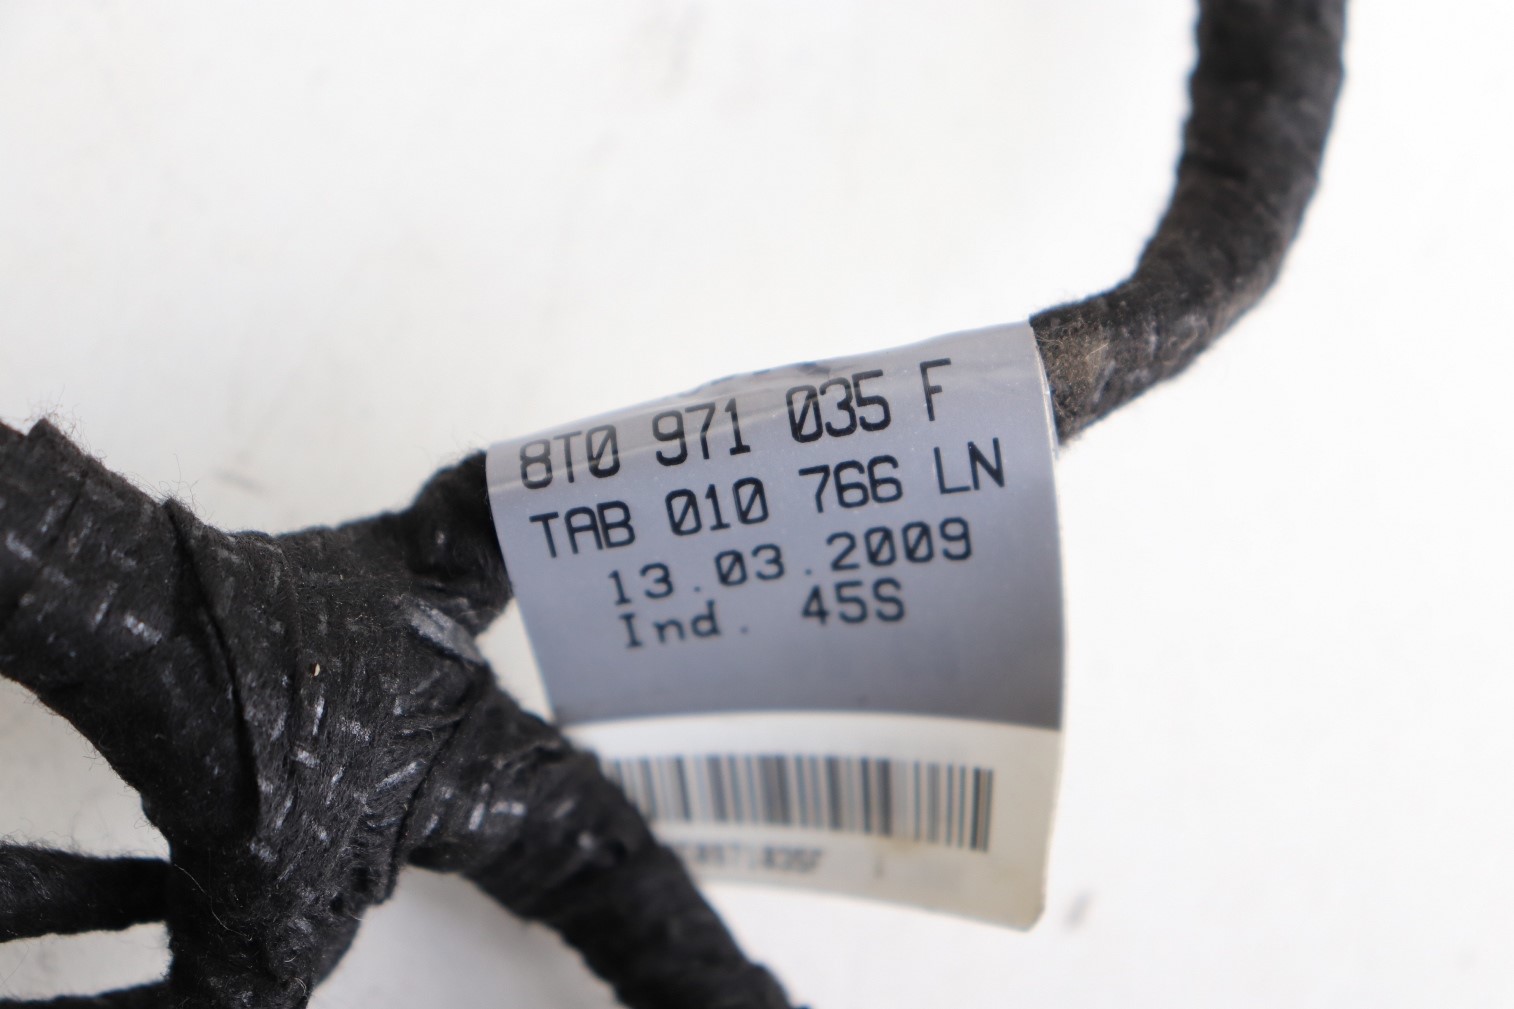 8T0 971 035 F
TAB 010 766 LN
13.03.2009
Ind. 45S